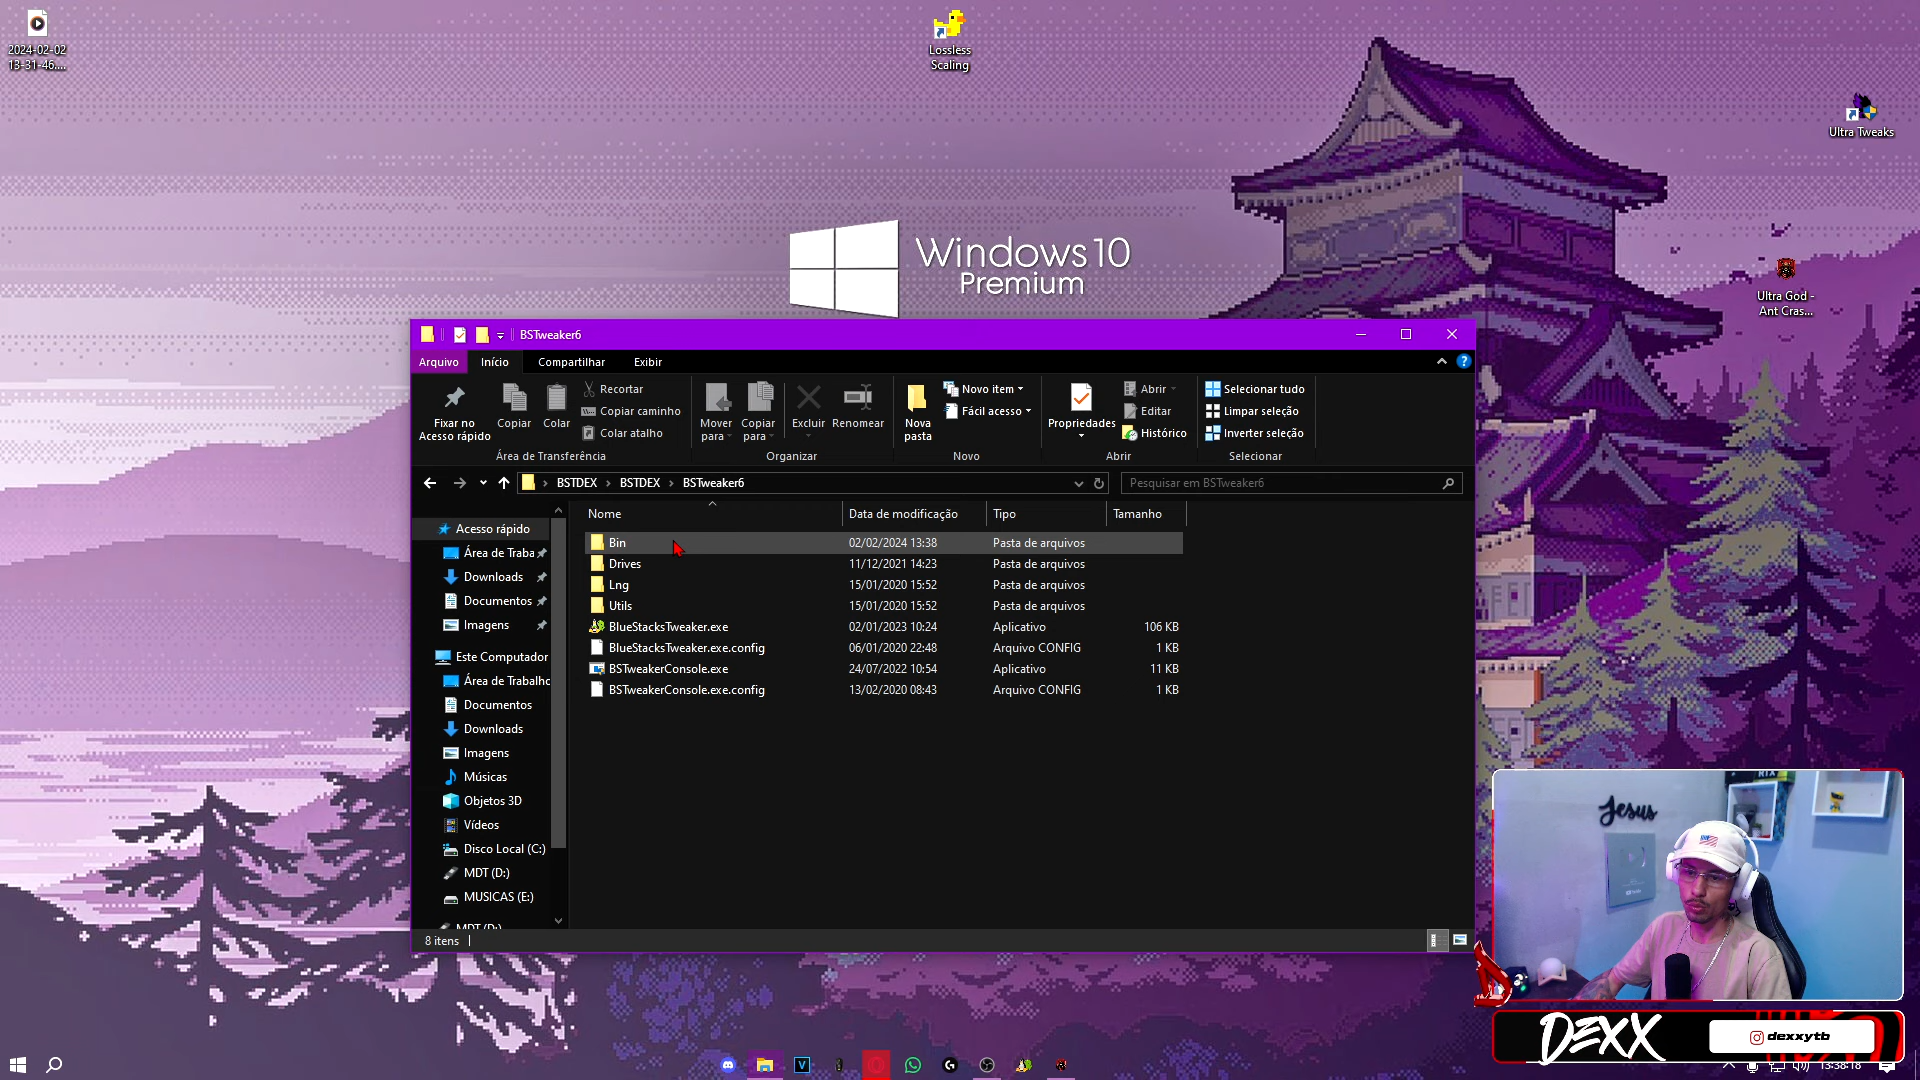 2024-02-02
13-31-46....
Lossless
Scaling
Ultra Tweaks
Ultra God -
Ant Cras...
Windows 10
Premium
BSTweaker6
Arquivo
Início
Compartilhar
Exibir
Fixar no
Acesso rápido
Copiar
Colar
Recortar
Copiar caminho
Colar atalho
Área de Transferência
Mover
para
Copiar
para
Excluir
Renomear
Organizar
Nova
pasta
Novo item
Fácil acesso
Novo
Propriedades
Abrir
Editar
Histórico
Abrir
Selecionar tudo
Limpar seleção
Inverter seleção
Selecionar
BSTDEX
BSTDEX
BSTweaker6
Pesquisar em BSTweaker6
Nome
Data de modificação
Tipo
Tamanho
Acesso rápido
Área de Traba
Downloads
Documentos
Imagens
Este Computador
Área de Trabalho
Documentos
Downloads
Imagens
Músicas
Objetos 3D
Vídeos
Disco Local (C:)
MDT (D:)
MUSICAS (E:)
MDT (D:)
Bin 02/02/2024 13:38 Pasta de arquivos
Drives 11/12/2021 14:23 Pasta de arquivos
Lng 15/01/2020 15:52 Pasta de arquivos
Utils 15/01/2020 15:52 Pasta de arquivos
BlueStacksTweaker.exe 02/01/2023 10:24 Aplicativo 106 KB
BlueStacksTweaker.exe.config 06/01/2020 22:48 Arquivo CONFIG 1 KB
BSTweakerConsole.exe 24/07/2022 10:54 Aplicativo 11 KB
BSTweakerConsole.exe.config 13/02/2020 08:43 Arquivo CONFIG 1 KB
8 itens
Jesus
DEXX
dexxytb
13:38:18